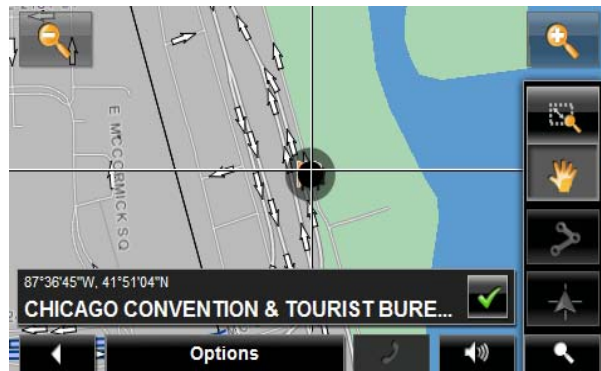 E MCCORMICK SQ
87°36'45"W, 41°51'04"N
CHICAGO CONVENTION & TOURIST BURE...
Options